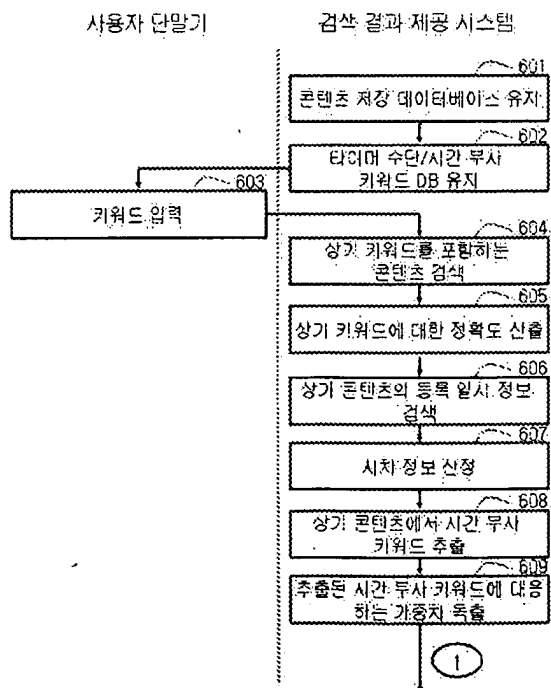 사용자 단말기
검색 결과 제공 시스템
601
콘텐츠 저장 데이터베이스 유지
602
타이머 수단/시간 부사
키워드 DB 유지
603
키워드 입력
604
상기 키워드를 포함하는
콘텐츠 검색
605
상기 키워드에 대한 정확도 산출
606
상기 콘텐츠의 등록 일시 정보
검색
607
시차 정보 산정
608
상기 콘텐츠에서 시간 부사
키워드 추출
609
추출된 시간 부사 키워드에 대응
하는 가중치 독출
1